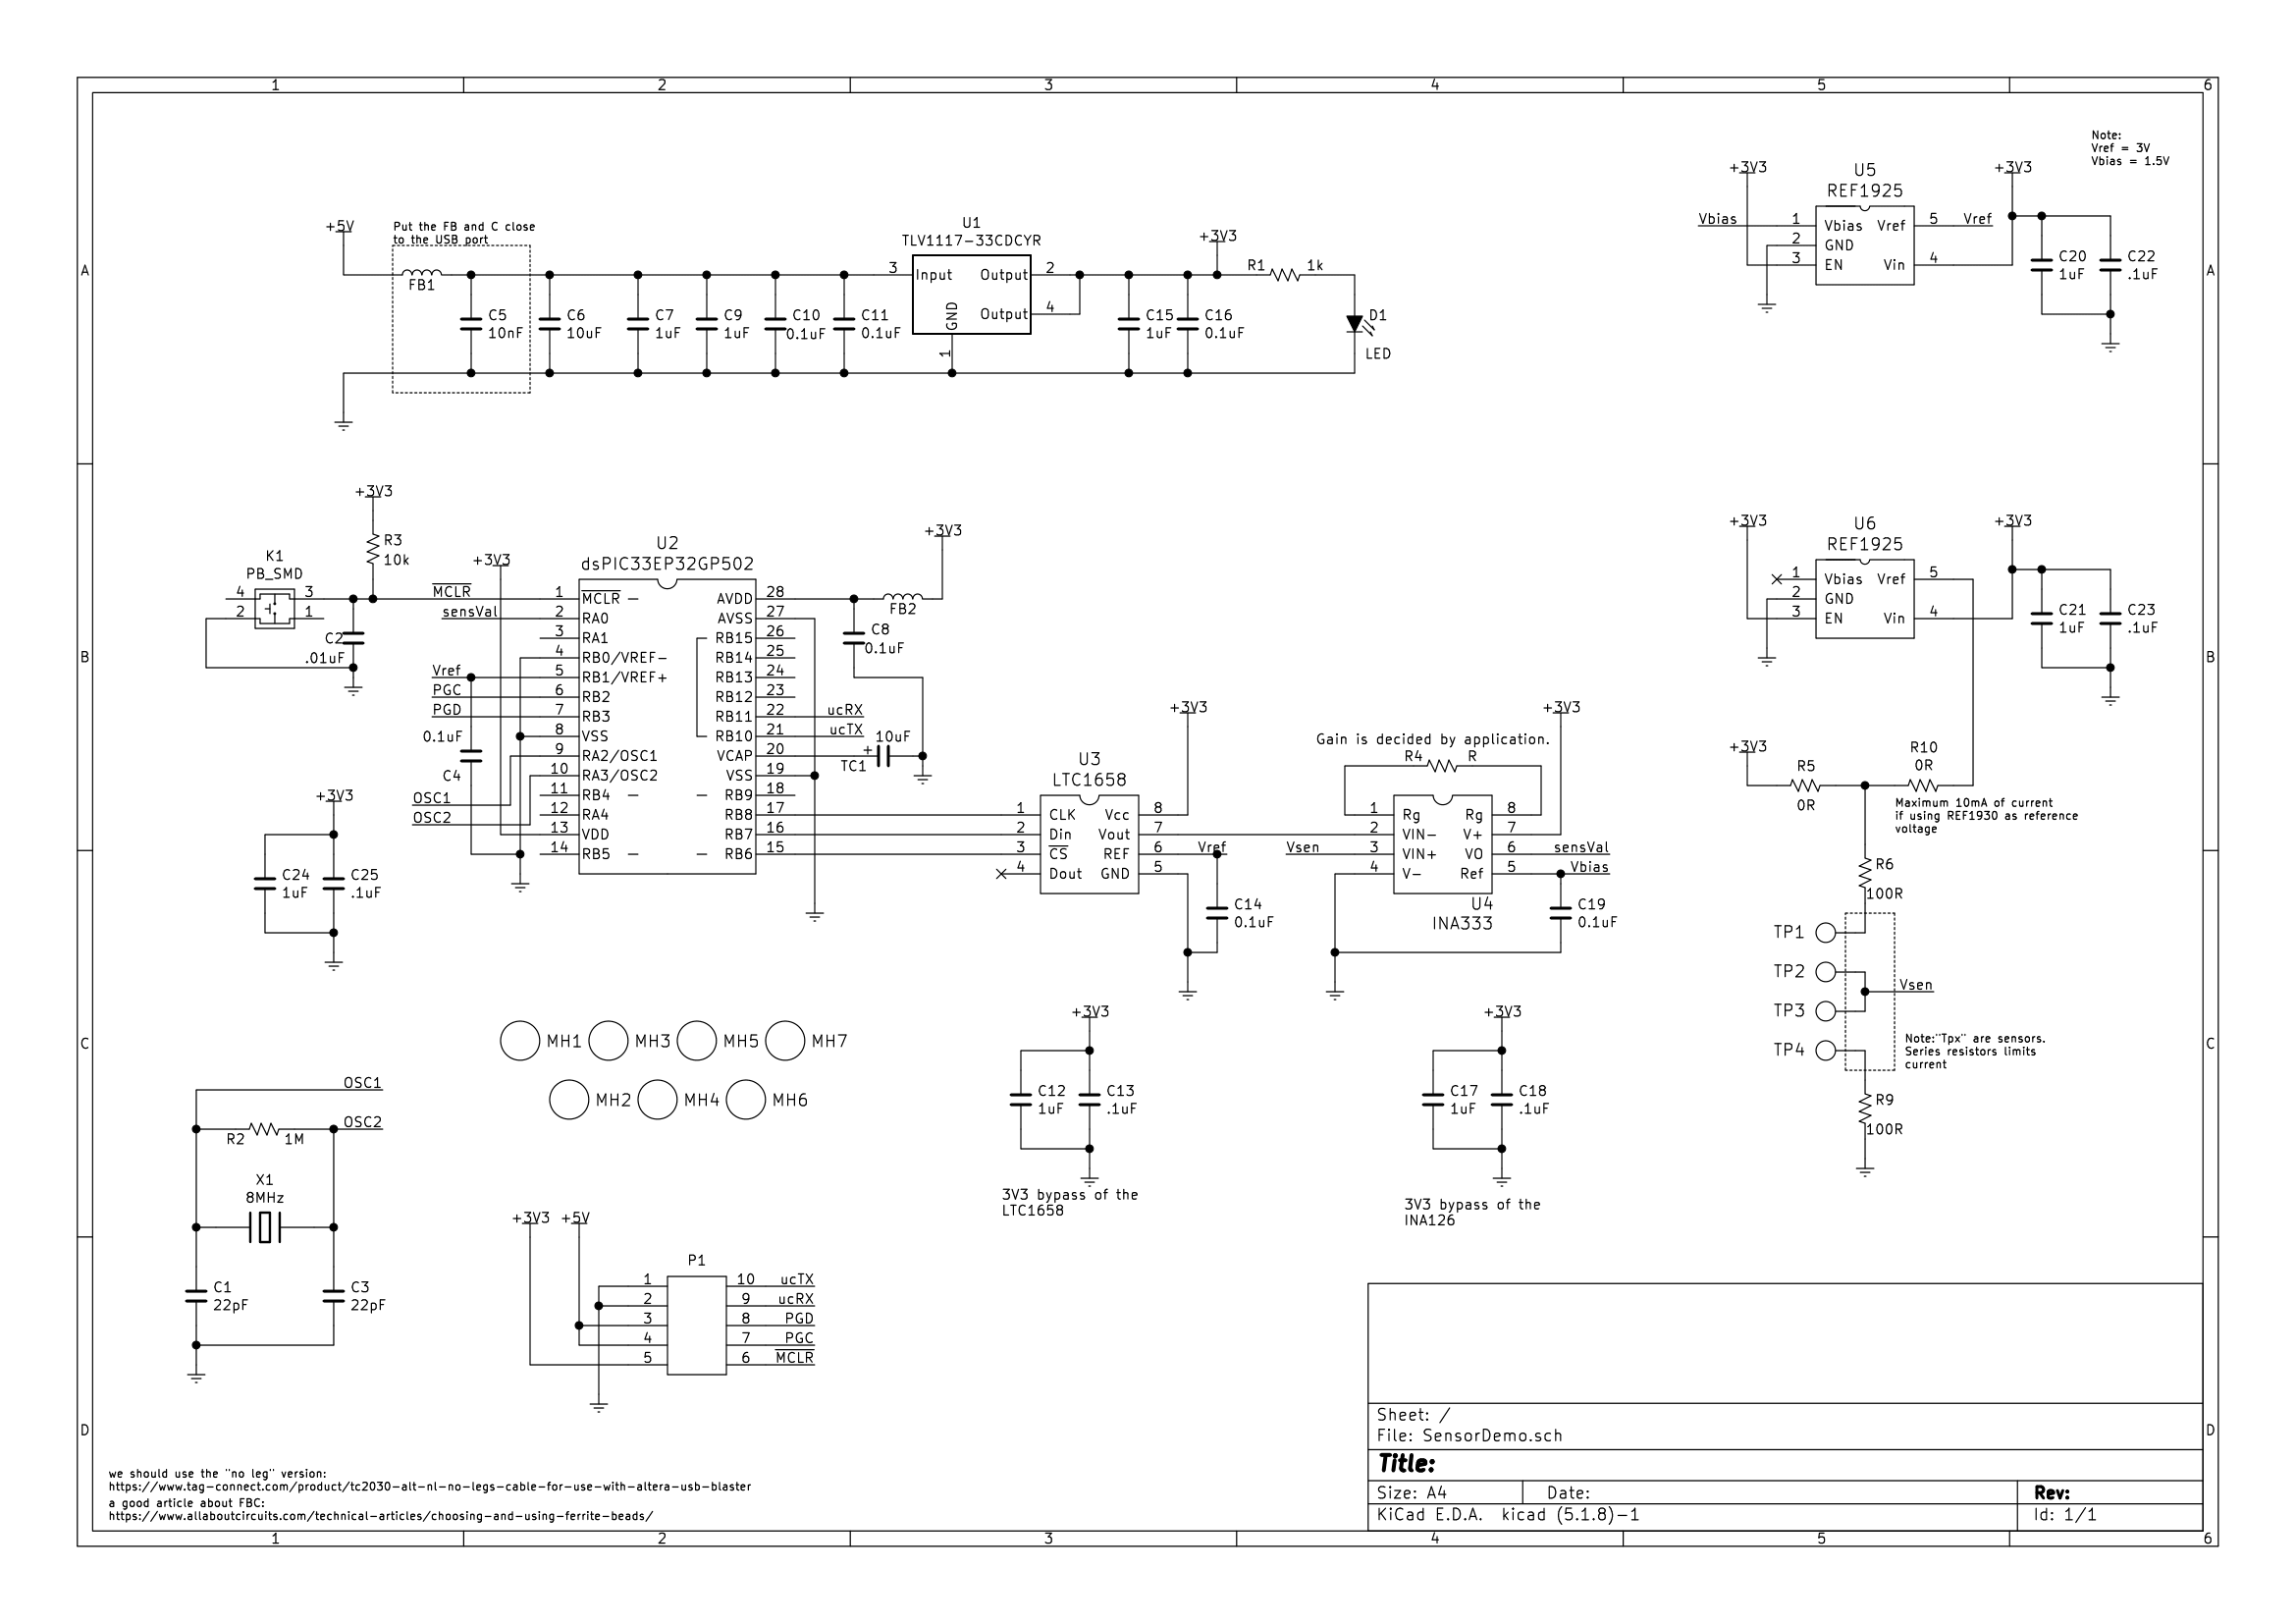 1 2 3 4 5 6
A A
B B
C C
D D
1 2 3 4 5 6
Note:
Vref = 3V
Vbias = 1.5V
+5V
Put the FB and C close
to the USB port
FB1
C5
10nF
C6
10uF
C7
1uF
C9
1uF
C10
0.1uF
C11
0.1uF
U1
TLV1117-33CDCYR
3 Input Output 2
Output 4
GND
1
+3V3
C15
1uF
C16
0.1uF
R1 1k
D1
LED
+3V3 +3V3
U5
REF1925
Vbias 1 Vbias Vref 5 Vref
2 GND
3 EN Vin 4
C20
1uF
C22
.1uF
+3V3
R3
10k
K1
PB_SMD
4 3
2 1
C2
.01uF
+3V3
U2
dsPIC33EP32GP502
MCLR 1 MCLR AVDD 28
sensVal 2 RA0 AVSS 27
3 RA1 RB15 26
4 RB0/VREF- RB14 25
Vref 5 RB1/VREF+ RB13 24
PGC 6 RB2 RB12 23
PGD 7 RB3 RB11 22 ucRX
8 VSS RB10 21 ucTX
9 RA2/OSC1 VCAP 20
10 RA3/OSC2 VSS 19
11 RB4 RB9 18
12 RA4 RB8 17
13 VDD RB7 16
14 RB5 RB6 15
0.1uF
C4
OSC1
OSC2
+3V3
FB2
C8
0.1uF
10uF
+
TC1
+3V3
C24
1uF
C25
.1uF
+3V3
U3
LTC1658
1 CLK Vcc 8
2 Din Vout 7
3 CS REF 6 Vref
4 Dout GND 5
C14
0.1uF
+3V3
Gain is decided by application.
R4 R
1 Rg Rg 8
2 VIN- V+ 7
Vsen 3 VIN+ VO 6 sensVal
4 V- Ref 5 Vbias
U4
INA333
C19
0.1uF
+3V3 +3V3
U6
REF1925
1 Vbias Vref 5
2 GND
3 EN Vin 4
C21
1uF
C23
.1uF
+3V3
R5
0R
R10
0R
Maximum 10mA of current
if using REF1930 as reference
voltage
R6
100R
TP1
TP2
TP3
TP4
Vsen
Note:"Tpx" are sensors.
Series resistors limits
current
R9
100R
MH1 MH3 MH5 MH7
MH2 MH4 MH6
+3V3
C12
1uF
C13
.1uF
3V3 bypass of the
LTC1658
+3V3
C17
1uF
C18
.1uF
3V3 bypass of the
INA126
OSC1
OSC2
R2 1M
X1
8MHz
C1
22pF
C3
22pF
+3V3 +5V
P1
1 10 ucTX
2 9 ucRX
3 8 PGD
4 7 PGC
5 6 MCLR
we should use the "no leg" version:
https://www.tag-connect.com/product/tc2030-alt-nl-no-legs-cable-for-use-with-altera-usb-blaster
a good article about FBC:
https://www.allaboutcircuits.com/technical-articles/choosing-and-using-ferrite-beads/
Sheet: /
File: SensorDemo.sch
Title:
Size: A4 Date: Rev:
KiCad E.D.A. kicad (5.1.8)-1 Id: 1/1